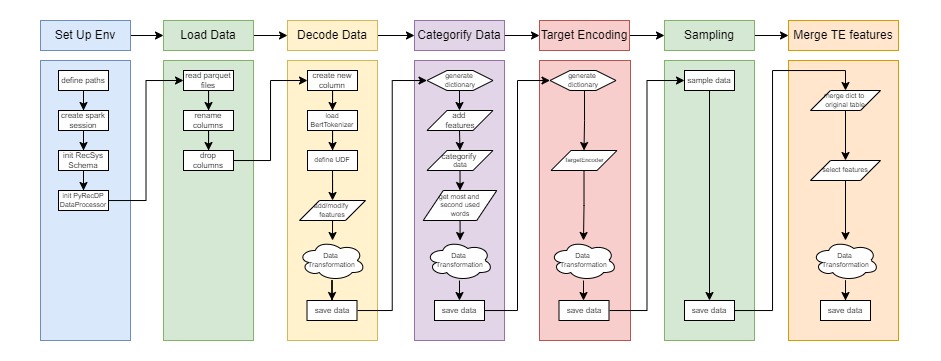 Set Up Env
Load Data
Decode Data
Categorify Data
Target Encoding
Sampling
Merge TE features
define paths
create spark
session
init RecSys
Schema
init PyRecDP
DataProcessor
read parquet
files
rename
columns
drop
columns
create new
column
load
BertTokenizer
define UDF
add/modify
features
Data
Transformation
save data
generate
dictionary
add
features
categorify
data
get most and
second used
words
Data
Transformation
save data
generate
dictionary
targetEncoder
Data
Transformation
save data
sample data
save data
merge dict to
original table
select features
Data
Transformation
save data